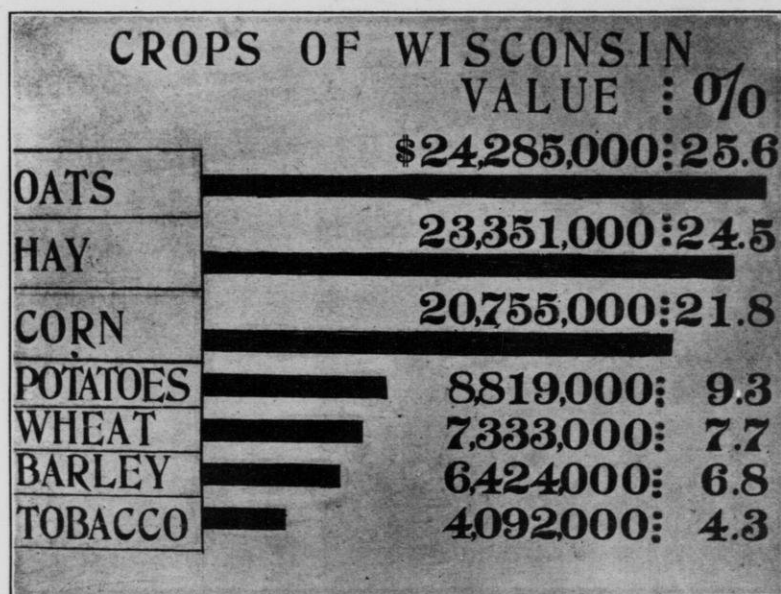 CROPS OF WISCONSIN
VALUE : %
$24,285,000:25.6
OATS
23,351,000:24.5
HAY
20,755,000:21.8
CORN
POTATOES 8,819,000: 9.3
WHEAT 7,333,000: 7.7
BARLEY 6,424,000: 6.8
TOBACCO 4,092,000: 4.3